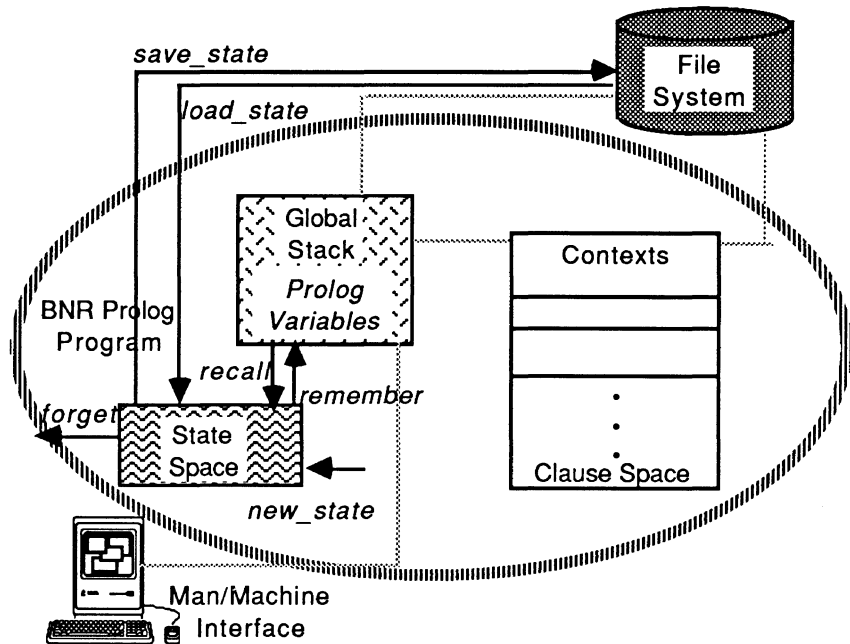 save_state
File
System
load_state
Global
Stack
Contexts
Prolog
Variables
BNR Prolog
Program
recall
remember
forget
State
Space
Clause Space
new_state
Man/Machine
Interface